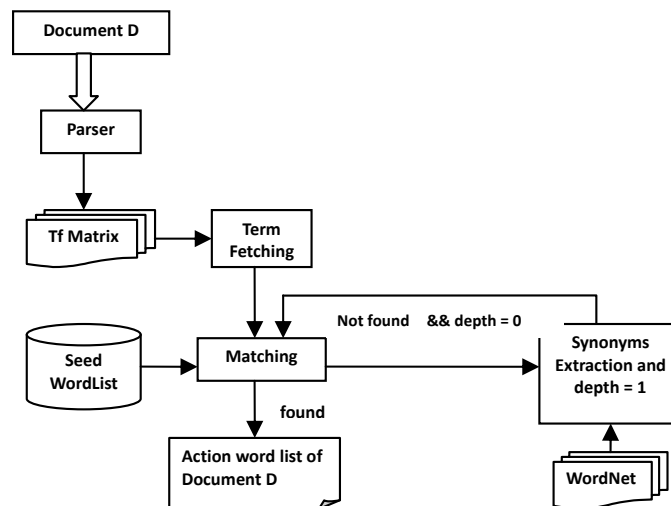 Document D
Parser
Tf Matrix
Term
Fetching
Not found && depth = 0
Seed
WordList
Matching
Synonyms
Extraction and
depth = 1
found
Action word list of
Document D
WordNet